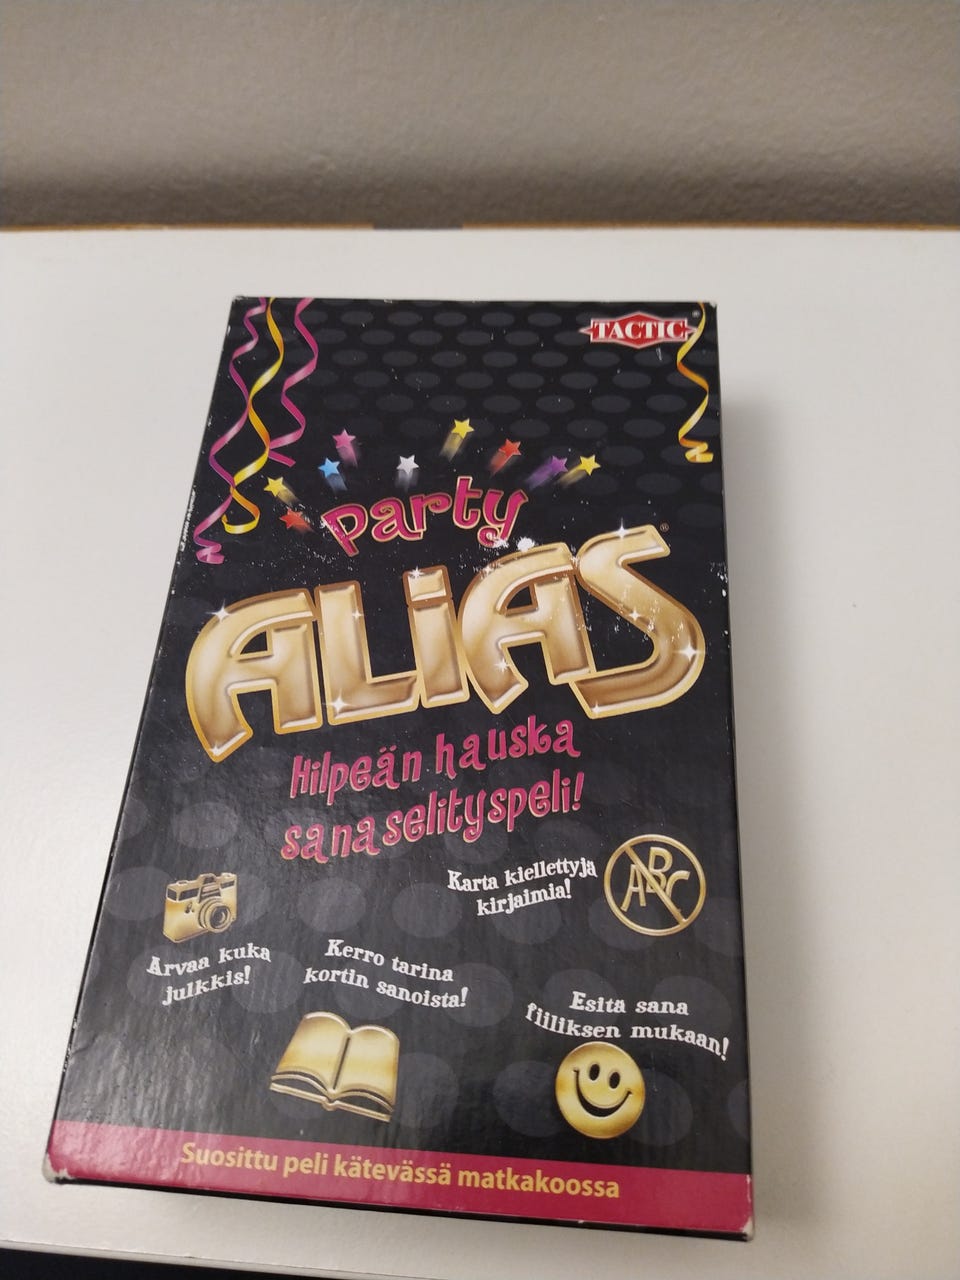 TACTIC®
Party
ALiAS®
Hilpeän hauska
sanaselityspeli!
Karta kiellettyjä
kirjaimia!
ABC
Arvaa kuka
julkkis!
Kerro tarina
kortin sanoista!
Esitä sana
fiiliksen mukaan!
Suosittu peli kätevässä matkakoossa